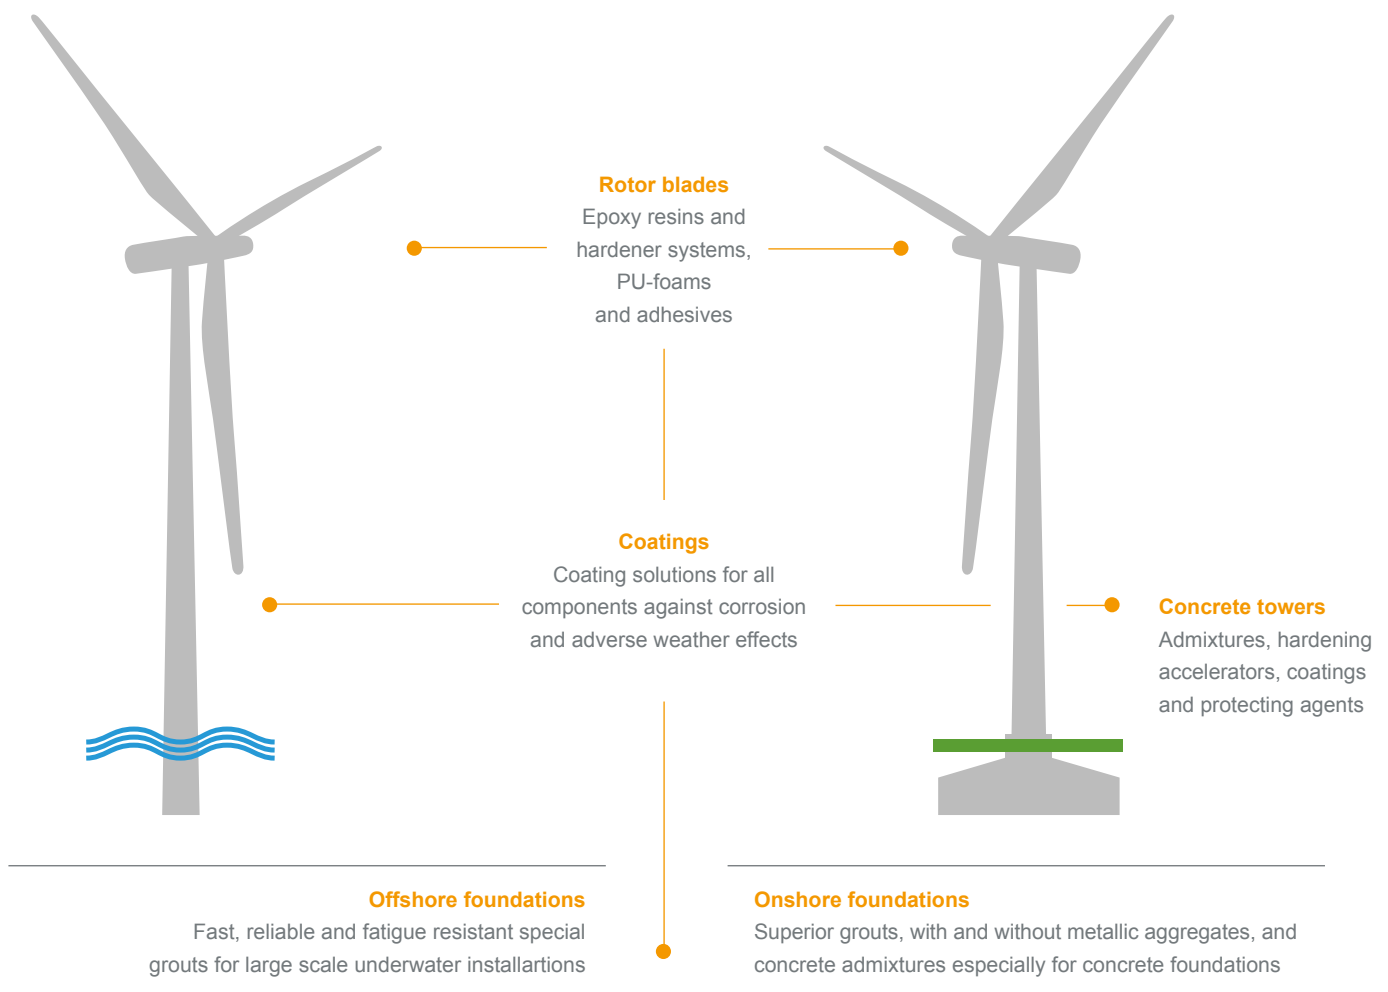 Rotor blades
Epoxy resins and
hardener systems,
PU-foams
and adhesives
Coatings
Coating solutions for all
components against corrosion
and adverse weather effects
Concrete towers
Admixtures, hardening
accelerators, coatings
and protecting agents
Offshore foundations
Fast, reliable and fatigue resistant special
grouts for large scale underwater installartions
Onshore foundations
Superior grouts, with and without metallic aggregates, and
concrete admixtures especially for concrete foundations